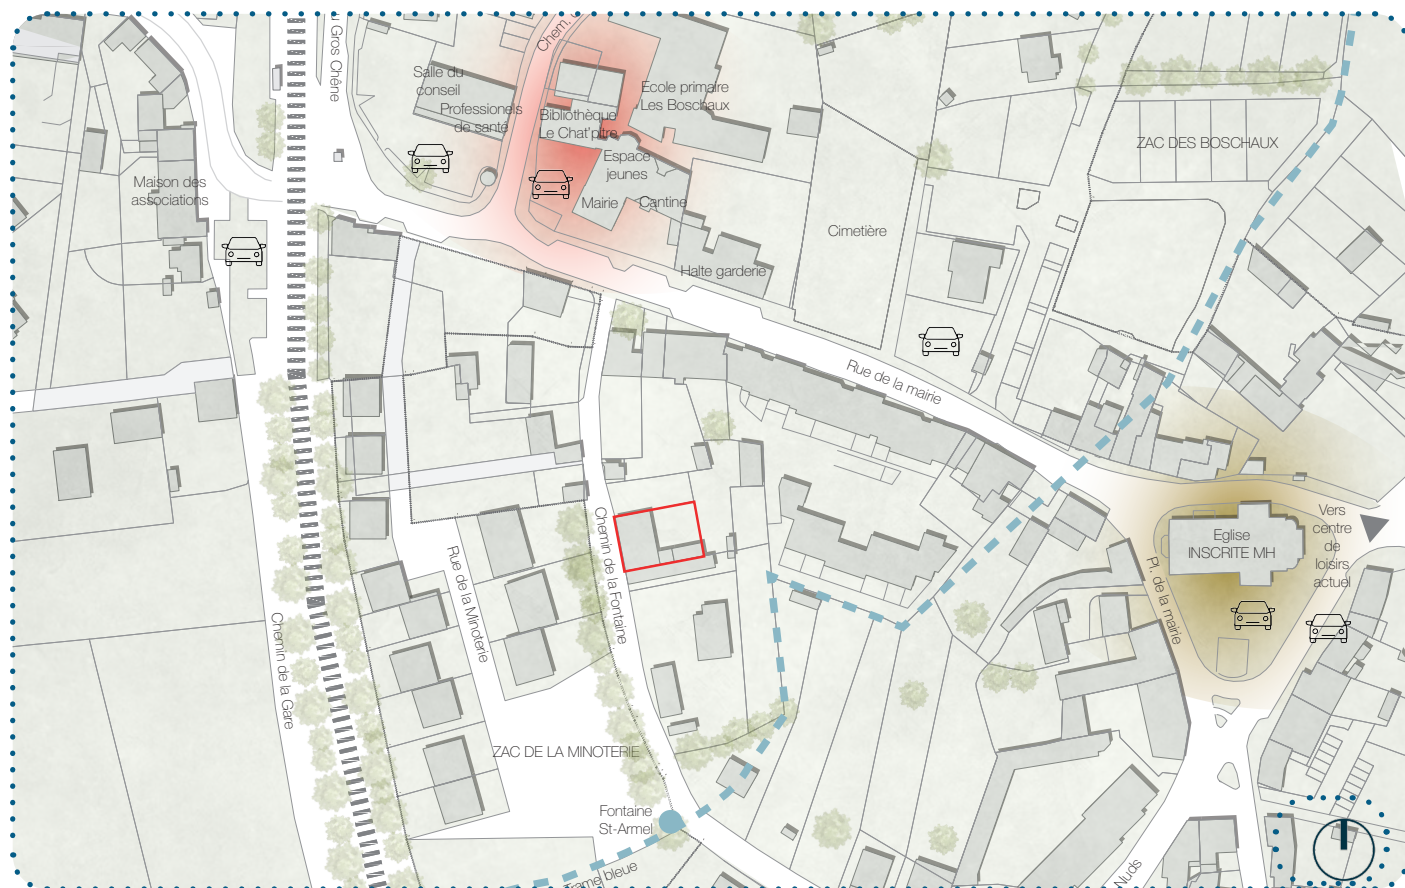 Gros Chêne
Chem.
Salle du
conseil
Professionels
de santé
Ecole primaire
Les Boschaux
Bibliothèque
Le Chat'pître
Espace
jeunes
Mairie
Cantine
Halte garderie
Maison des
associations
Cimetière
ZAC DES BOSCHAUX
Rue de la mairie
Chemin de la Fontaine
Rue de la Minoterie
Chemin de la Gare
ZAC DE LA MINOTERIE
Fontaine
St-Armel
Trame bleue
Pl. de la mairie
Eglise
INSCRITE MH
Vers
centre
de
loisirs
actuel
Nuds